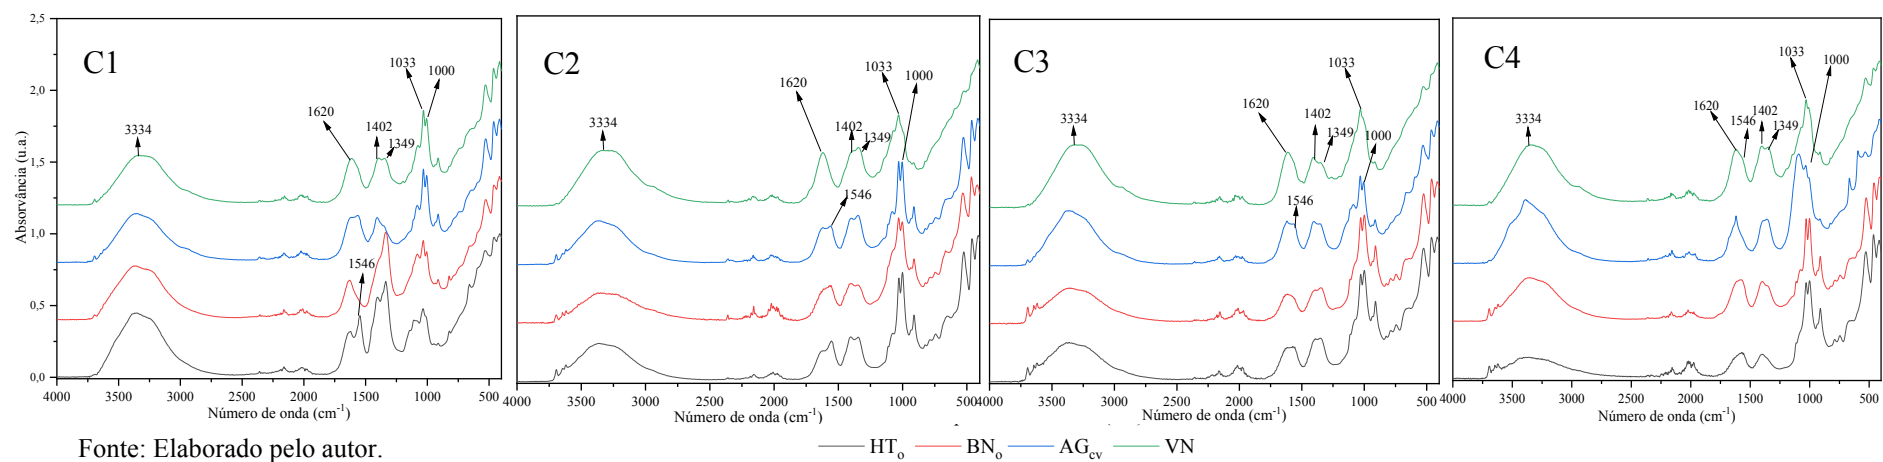 C1
C2
C3
C4
Absorvância (u.a.)
2,5
2,0
1,5
1,0
0,5
0,0
3334
1620
1402
1349
1033
1000
1546
4000 3500 3000 2500 2000 1500 1000 500
Número de onda (cm-1)
3334
1620
1402
1349
1033
1000
1546
4000 3500 3000 2500 2000 1500 1000 500
Número de onda (cm-1)
3334
1620
1402
1349
1033
1000
1546
4000 3500 3000 2500 2000 1500 1000 500
Número de onda (cm-1)
3334
1620
1546
1402
1349
1033
1000
4000 3500 3000 2500 2000 1500 1000 500
Número de onda (cm-1)
Fonte: Elaborado pelo autor.
HTo BNo AGcv VN